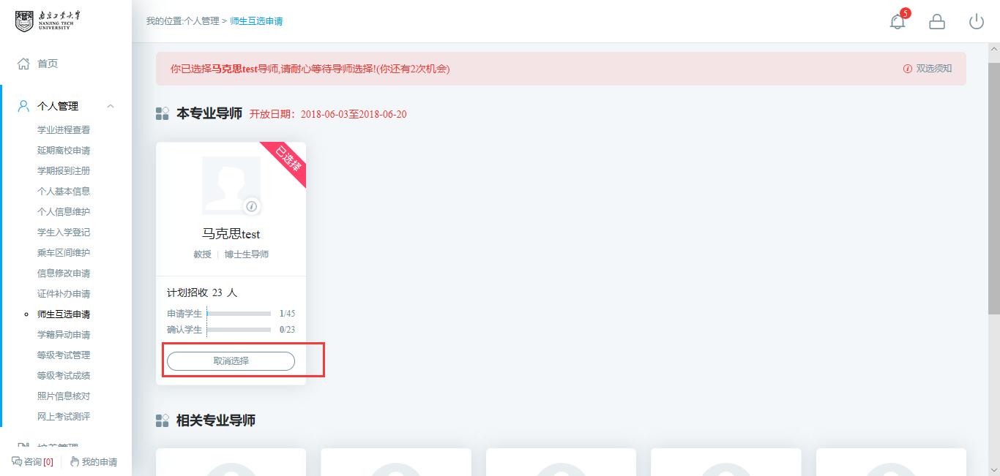 南京工业大学
NANJING TECH
UNIVERSITY
我的位置:个人管理 > 师生互选申请
5
首页
个人管理
学业进程查看
延期离校申请
学期报到注册
个人基本信息
个人信息维护
学生入学登记
乘车区间维护
信息修改申请
证件补办申请
师生互选申请
学籍异动申请
等级考试管理
等级考试成绩
照片信息核对
网上考试测评
培养管理
咨询[0]
我的申请
你已选择马克思test导师,请耐心等待导师选择!(你还有2次机会)
双选须知
本专业导师 开放日期：2018-06-03至2018-06-20
已选择
马克思test
教授 | 博士生导师
计划招收 23 人
申请学生 1/45
确认学生 0/23
取消选择
相关专业导师